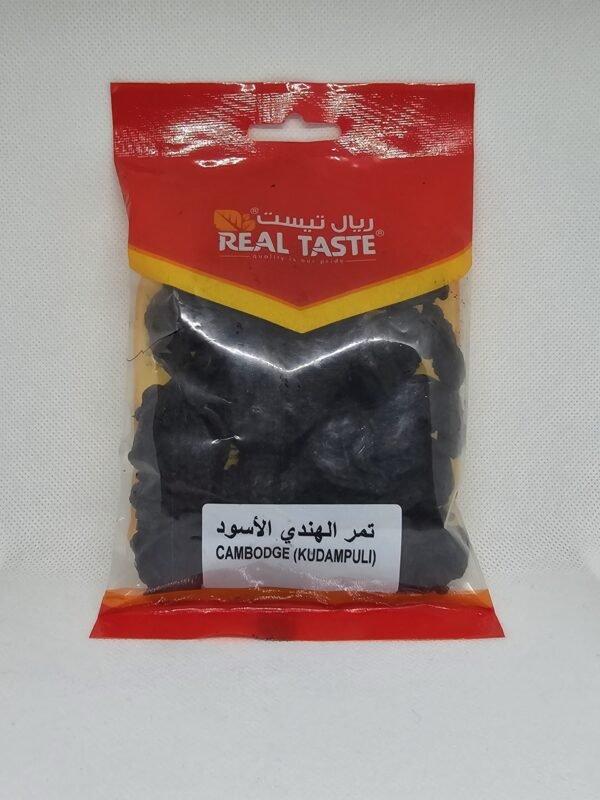 ريال تيست®
REAL TASTE®
quality is our pride
تمر الهندي الأسود
CAMBODGE (KUDAMPULI)